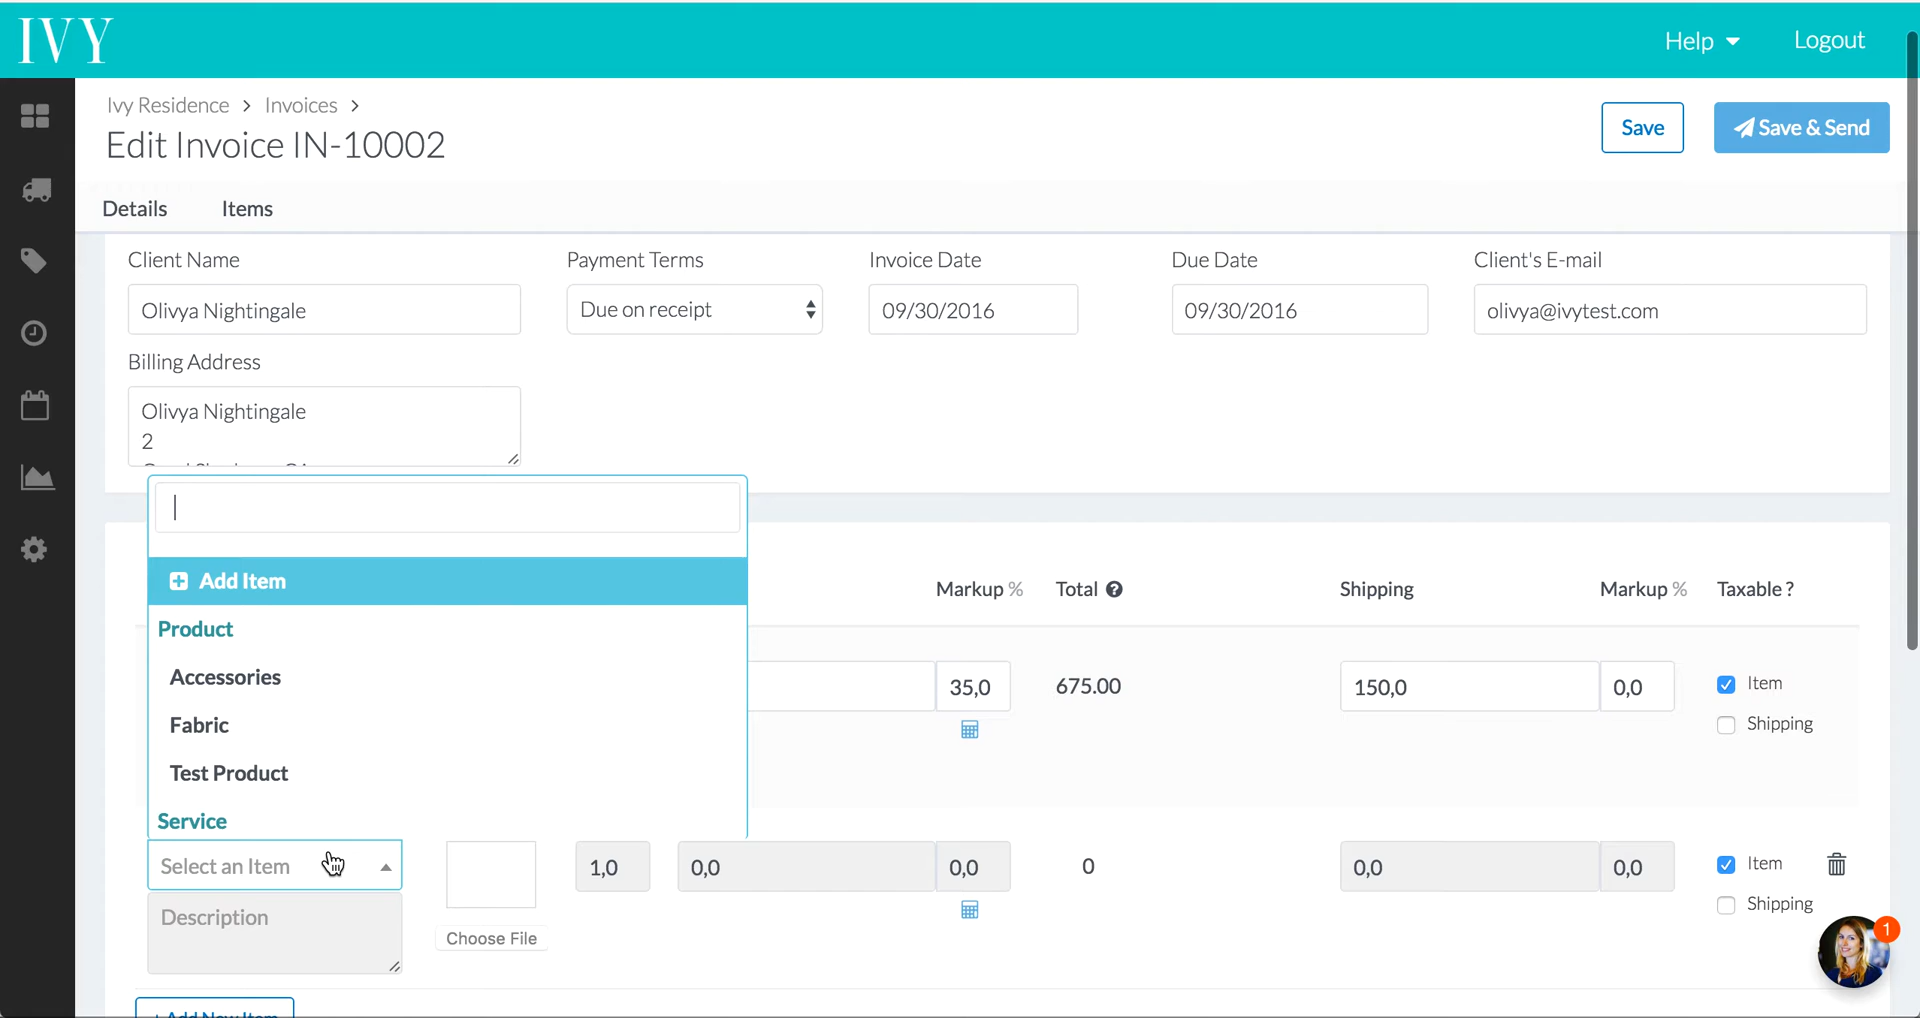 IVY
Help
Logout
Ivy Residence > Invoices >
Edit Invoice IN-10002
Save
Save & Send
Details
Items
Client Name
Payment Terms
Invoice Date
Due Date
Client's E-mail
Olivya Nightingale
Due on receipt
09/30/2016
09/30/2016
olivya@ivytest.com
Billing Address
Olivya Nightingale
2
Add Item
Markup %
Total ?
Shipping
Markup %
Taxable ?
Product
Accessories
Fabric
Test Product
Service
35,0
675.00
150,0
0,0
Item
Shipping
Select an Item
1,0
0,0
0,0
0
0,0
0,0
Item
Shipping
Description
Choose File
1
+ Add New Item